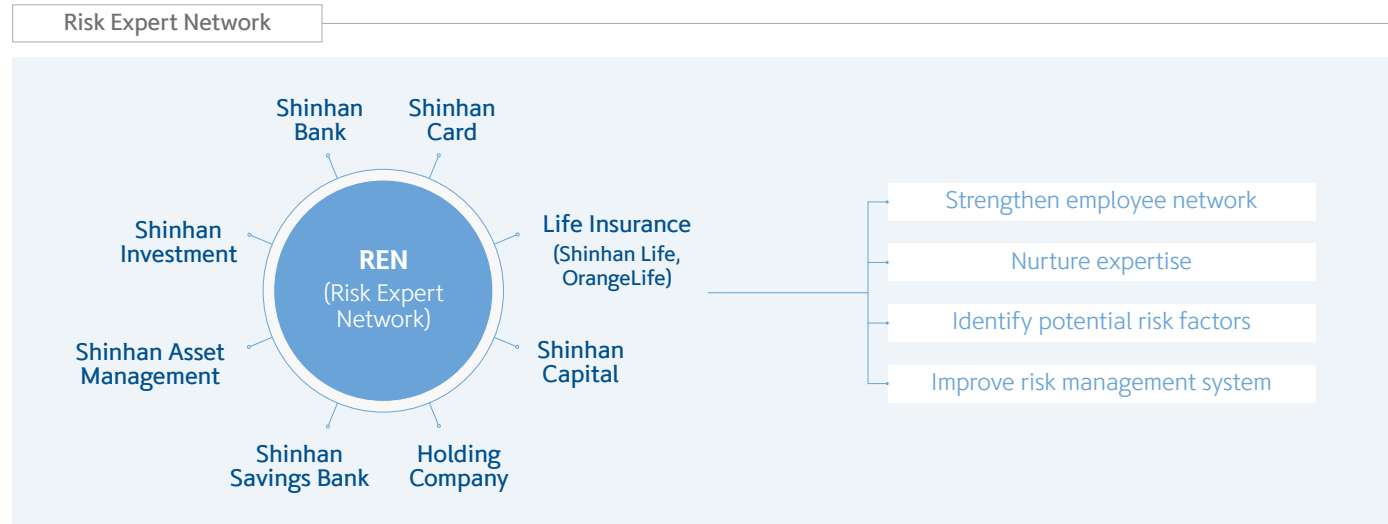 Risk Expert Network
Shinhan
Bank
Shinhan
Card
Shinhan
Investment
Life Insurance
(Shinhan Life,
OrangeLife)
REN
(Risk Expert
Network)
Shinhan Asset
Management
Shinhan
Capital
Shinhan
Savings Bank
Holding
Company
Strengthen employee network
Nurture expertise
Identify potential risk factors
Improve risk management system